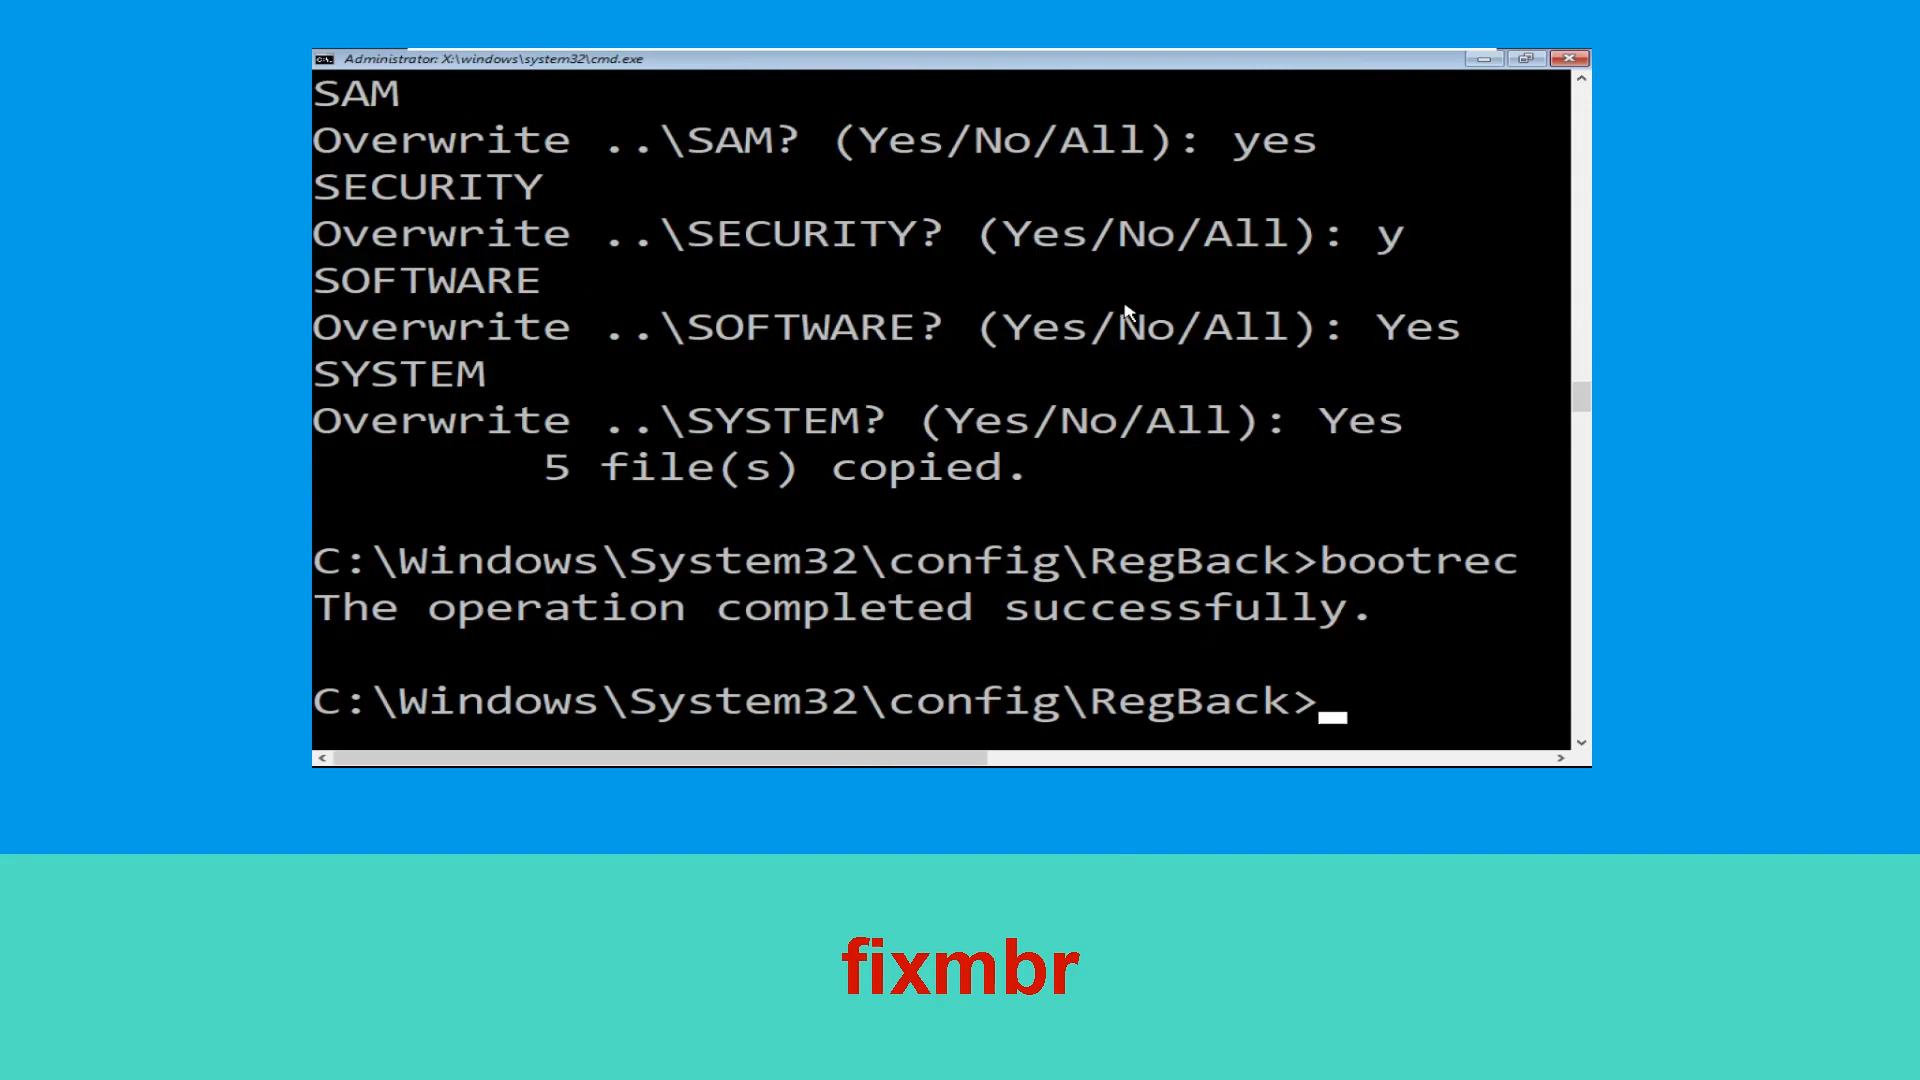 Administrator: X:\windows\system32\cmd.exe
SAM
Overwrite ..\SAM? (Yes/No/All): yes
SECURITY
Overwrite ..\SECURITY? (Yes/No/All): y
SOFTWARE
Overwrite ..\SOFTWARE? (Yes/No/All): Yes
SYSTEM
Overwrite ..\SYSTEM? (Yes/No/All): Yes
5 file(s) copied.
C:\Windows\System32\config\RegBack>bootrec
The operation completed successfully.
C:\Windows\System32\config\RegBack>
fixmbr